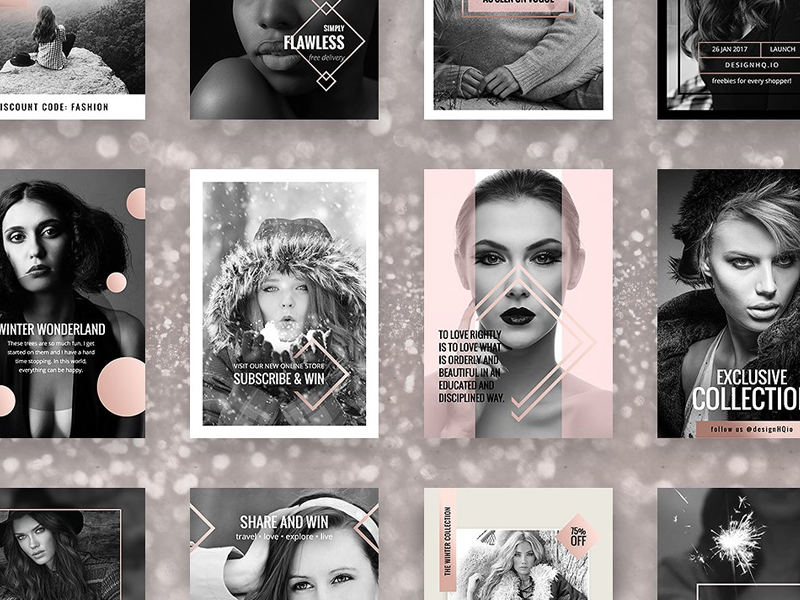 ISCOUNT CODE: FASHION
SIMPLY
FLAWLESS
free delivery
AS SEEN ON VOGUE
26 JAN 2017 LAUNCH
DESIGNHQ.IO
freebies for every shopper!
WINTER WONDERLAND
These trees are so much fun. I get
started on them and I have a hard
time stopping. In this world,
everything can be happy.
VISIT OUR NEW ONLINE STORE
SUBSCRIBE & WIN
TO LOVE RIGHTLY
IS TO LOVE WHAT
IS ORDERLY AND
BEAUTIFUL IN AN
EDUCATED AND
DISCIPLINED WAY.
EXCLUSIVE
COLLECTION
follow us @designHQio
SHARE AND WIN
travel • love • explore • live
THE WINTER COLLECTION
75%
OFF